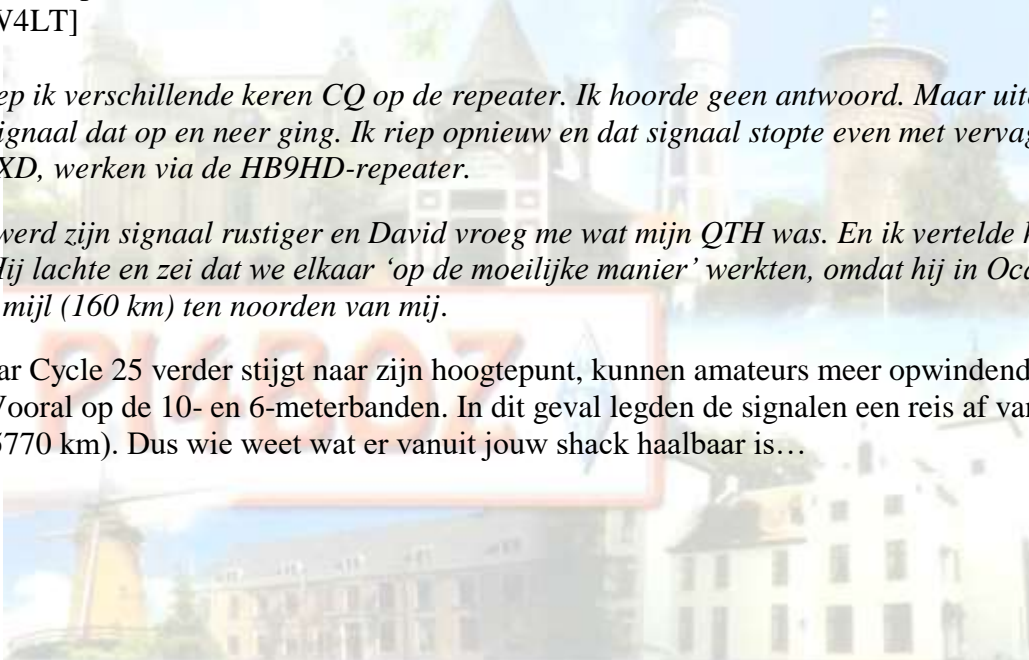 W4LT]
ep ik verschillende keren CQ op de repeater. Ik hoorde geen antwoord. Maar uite
ignaal dat op en neer ging. Ik riep opnieuw en dat signaal stopte even met vervag
XD, werken via de HB9HD-repeater.
werd zijn signaal rustiger en David vroeg me wat mijn QTH was. En ik vertelde h
Hij lachte en zei dat we elkaar ‘op de moeilijke manier’ werkten, omdat hij in Oca
mijl (160 km) ten noorden van mij.
PI4BOZ
ar Cycle 25 verder stijgt naar zijn hoogtepunt, kunnen amateurs meer opwindend
Vooral op de 10- en 6-meterbanden. In dit geval legden de signalen een reis af van
5770 km). Dus wie weet wat er vanuit jouw shack haalbaar is…